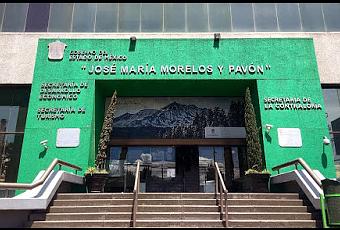 GOBIERNO DEL
ESTADO DE MÉXICO
"JOSÉ MARÍA MORELOS Y PAVÓN"
SECRETARÍA DE
DESARROLLO
ECONÓMICO
SECRETARÍA DE
TURISMO
SECRETARÍA DE
LA CONTRALORÍA